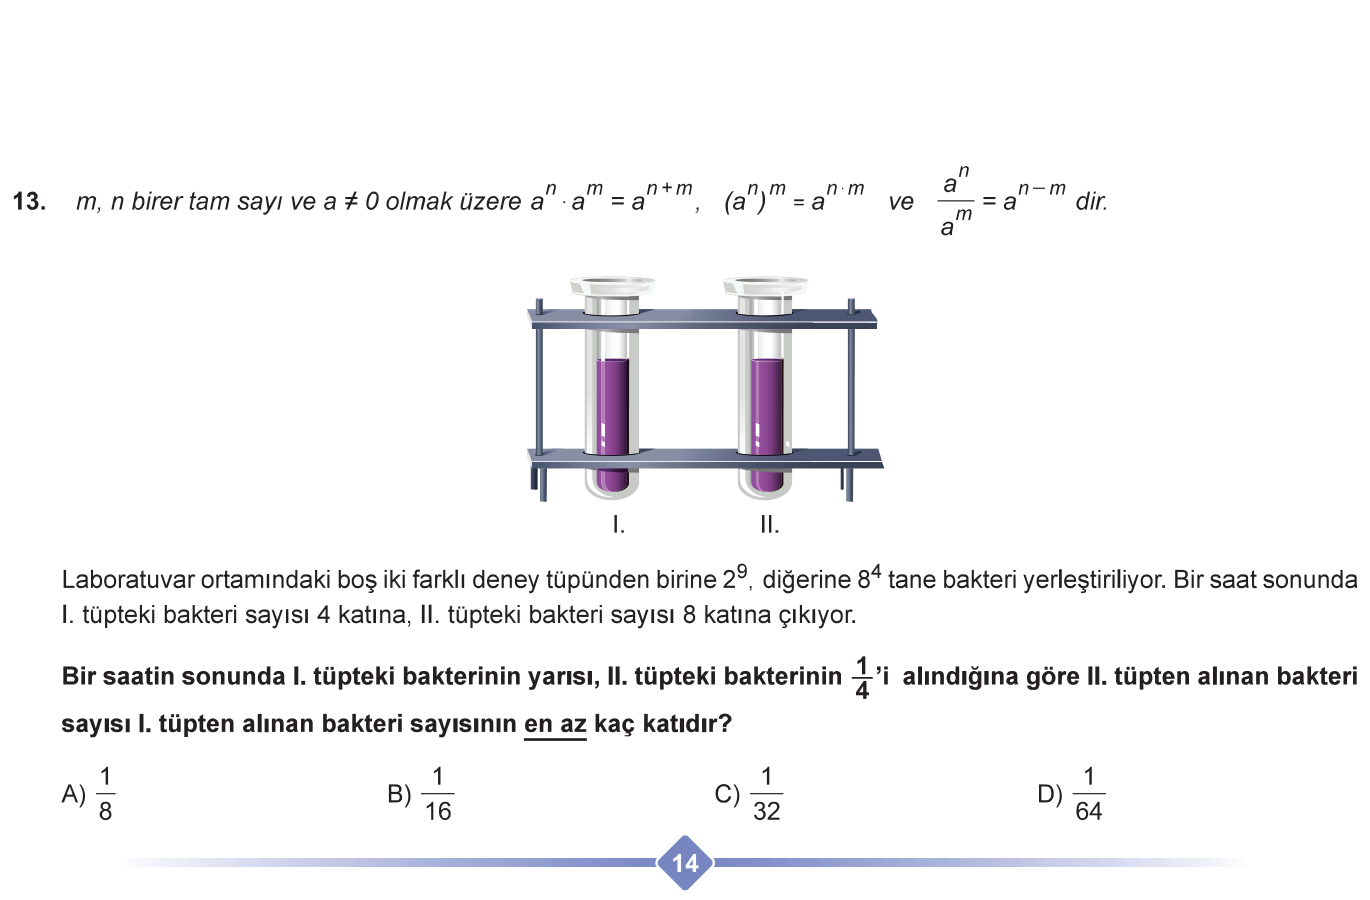 13. m, n birer tam sayı ve a ≠ 0 olmak üzere aⁿ · aᵐ = aⁿ⁺ᵐ, (aⁿ)ᵐ = aⁿ·ᵐ ve aⁿ/aᵐ = aⁿ⁻ᵐ dir.
I. II.
Laboratuvar ortamındaki boş iki farklı deney tüpünden birine 2⁹, diğerine 8⁴ tane bakteri yerleştiriliyor. Bir saat sonunda
I. tüpteki bakteri sayısı 4 katına, II. tüpteki bakteri sayısı 8 katına çıkıyor.
Bir saatin sonunda I. tüpteki bakterinin yarısı, II. tüpteki bakterinin 1/4 'i alındığına göre II. tüpten alınan bakteri
sayısı I. tüpten alınan bakteri sayısının en az kaç katıdır?
A) 1/8 B) 1/16 C) 1/32 D) 1/64
14